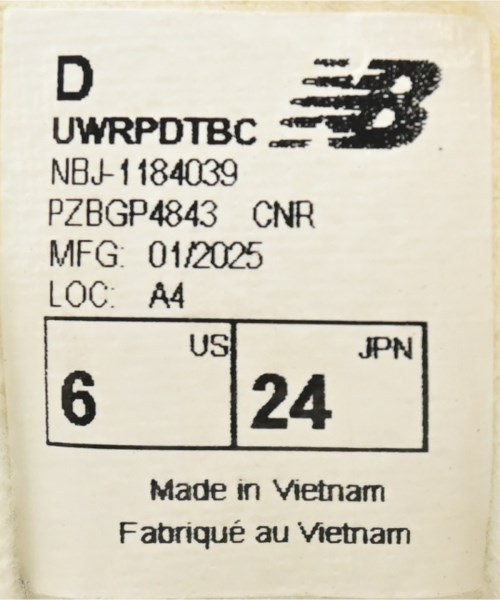 D
UWRPDTBC
NBJ-1184039
PZBGP4843 CNR
MFG: 01/2025
LOC: A4
US JPN
6 24
Made in Vietnam
Fabriqué au Vietnam